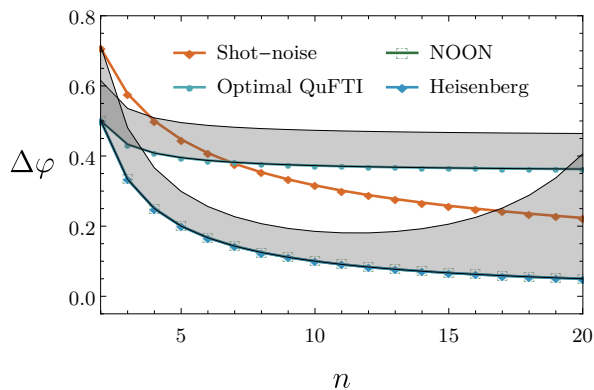 0.8
Shot−noise
NOON
Optimal QuFTI
Heisenberg
0.6
0.4
0.2
0.0
Δφ
5
10
15
20
n